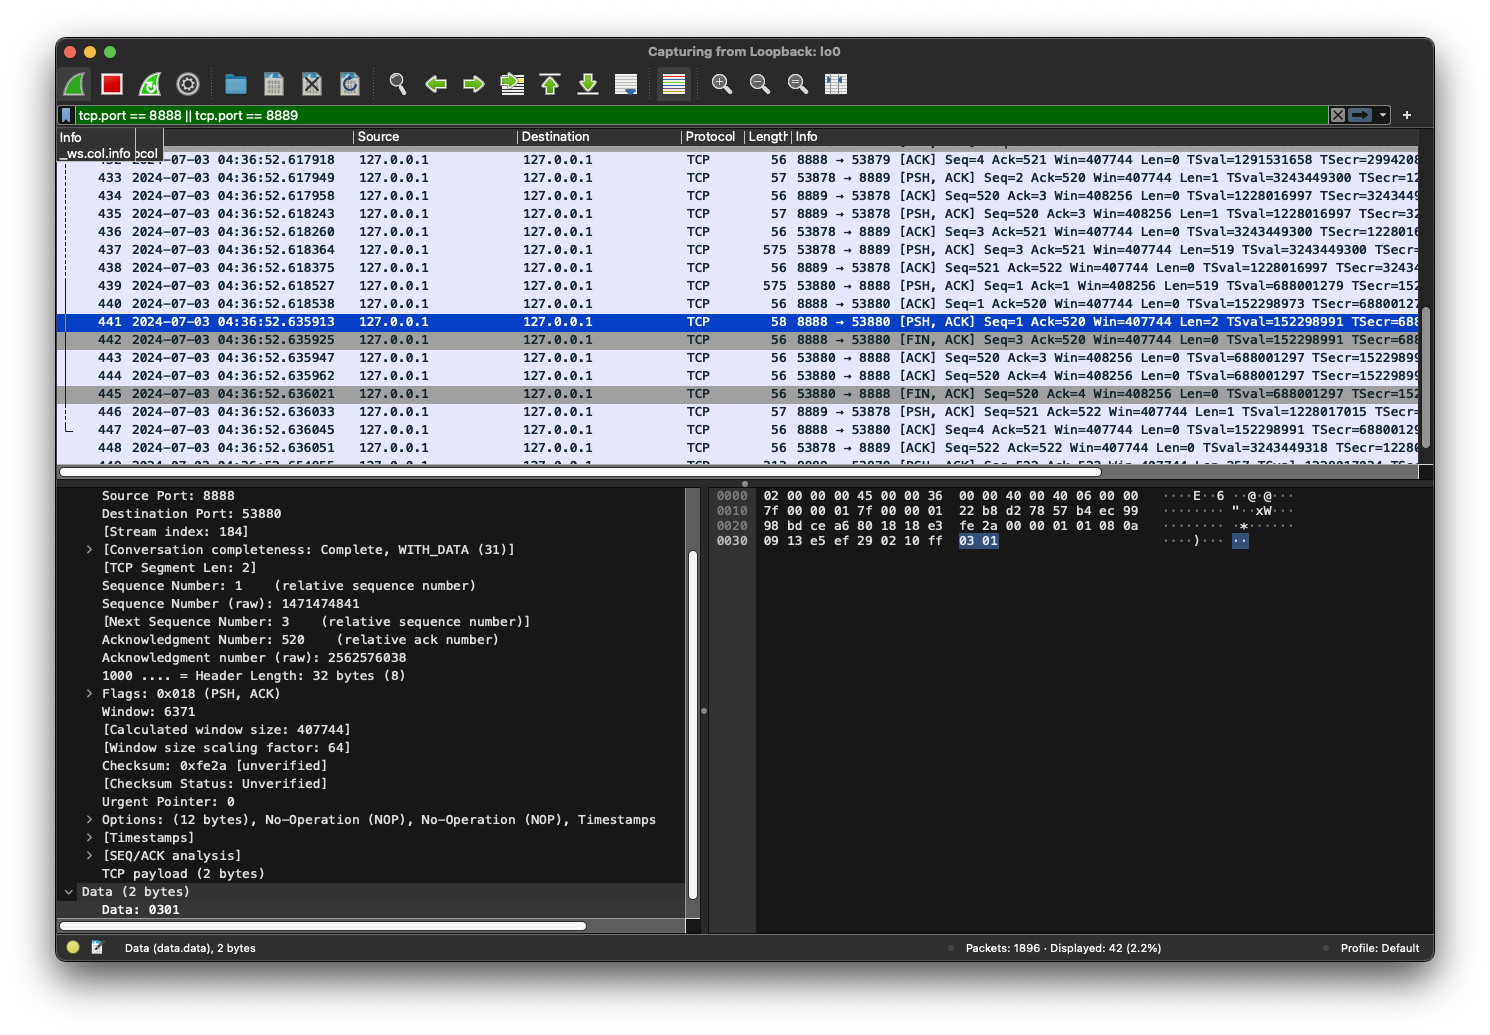 Capturing from Loopback: lo0
tcp.port == 8888 || tcp.port == 8889
Info Source Destination Protocol Length Info
_ws.col.info ocol
2024-07-03 04:36:52.617918 127.0.0.1 127.0.0.1 TCP 56 8888 → 53879 [ACK] Seq=4 Ack=521 Win=407744 Len=0 TSval=1291531658 TSecr=2994208
433 2024-07-03 04:36:52.617949 127.0.0.1 127.0.0.1 TCP 57 53878 → 8889 [PSH, ACK] Seq=2 Ack=520 Win=407744 Len=1 TSval=3243449300 TSecr=12
434 2024-07-03 04:36:52.617958 127.0.0.1 127.0.0.1 TCP 56 8889 → 53878 [ACK] Seq=520 Ack=3 Win=408256 Len=0 TSval=1228016997 TSecr=3243449
435 2024-07-03 04:36:52.618243 127.0.0.1 127.0.0.1 TCP 57 8889 → 53878 [PSH, ACK] Seq=520 Ack=3 Win=408256 Len=1 TSval=1228016997 TSecr=32
436 2024-07-03 04:36:52.618260 127.0.0.1 127.0.0.1 TCP 56 53878 → 8889 [ACK] Seq=3 Ack=521 Win=407744 Len=0 TSval=3243449300 TSecr=122801
437 2024-07-03 04:36:52.618364 127.0.0.1 127.0.0.1 TCP 575 53878 → 8889 [PSH, ACK] Seq=3 Ack=521 Win=407744 Len=519 TSval=3243449300 TSecr=
438 2024-07-03 04:36:52.618375 127.0.0.1 127.0.0.1 TCP 56 8889 → 53878 [ACK] Seq=521 Ack=522 Win=407744 Len=0 TSval=1228016997 TSecr=32434
439 2024-07-03 04:36:52.618527 127.0.0.1 127.0.0.1 TCP 575 53880 → 8888 [PSH, ACK] Seq=1 Ack=1 Win=408256 Len=519 TSval=688001279 TSecr=152
440 2024-07-03 04:36:52.618538 127.0.0.1 127.0.0.1 TCP 56 8888 → 53880 [ACK] Seq=1 Ack=520 Win=407744 Len=0 TSval=152298973 TSecr=68800127
441 2024-07-03 04:36:52.635913 127.0.0.1 127.0.0.1 TCP 58 8888 → 53880 [PSH, ACK] Seq=1 Ack=520 Win=407744 Len=2 TSval=152298991 TSecr=688
442 2024-07-03 04:36:52.635925 127.0.0.1 127.0.0.1 TCP 56 8888 → 53880 [FIN, ACK] Seq=3 Ack=520 Win=407744 Len=0 TSval=152298991 TSecr=688
443 2024-07-03 04:36:52.635947 127.0.0.1 127.0.0.1 TCP 56 53880 → 8888 [ACK] Seq=520 Ack=3 Win=408256 Len=0 TSval=688001297 TSecr=15229899
444 2024-07-03 04:36:52.635962 127.0.0.1 127.0.0.1 TCP 56 53880 → 8888 [ACK] Seq=520 Ack=4 Win=408256 Len=0 TSval=688001297 TSecr=15229899
445 2024-07-03 04:36:52.636021 127.0.0.1 127.0.0.1 TCP 56 53880 → 8888 [FIN, ACK] Seq=520 Ack=4 Win=408256 Len=0 TSval=688001297 TSecr=152
446 2024-07-03 04:36:52.636033 127.0.0.1 127.0.0.1 TCP 57 8889 → 53878 [PSH, ACK] Seq=521 Ack=522 Win=407744 Len=1 TSval=1228017015 TSecr=
447 2024-07-03 04:36:52.636045 127.0.0.1 127.0.0.1 TCP 56 8888 → 53880 [ACK] Seq=4 Ack=521 Win=407744 Len=0 TSval=152298991 TSecr=68800129
448 2024-07-03 04:36:52.636051 127.0.0.1 127.0.0.1 TCP 56 53878 → 8889 [ACK] Seq=522 Ack=522 Win=407744 Len=0 TSval=3243449318 TSecr=12280
Source Port: 8888
Destination Port: 53880
[Stream index: 184]
[Conversation completeness: Complete, WITH_DATA (31)]
[TCP Segment Len: 2]
Sequence Number: 1 (relative sequence number)
Sequence Number (raw): 1471474841
[Next Sequence Number: 3 (relative sequence number)]
Acknowledgment Number: 520 (relative ack number)
Acknowledgment number (raw): 2562576038
1000 .... = Header Length: 32 bytes (8)
Flags: 0x018 (PSH, ACK)
Window: 6371
[Calculated window size: 407744]
[Window size scaling factor: 64]
Checksum: 0xfe2a [unverified]
[Checksum Status: Unverified]
Urgent Pointer: 0
Options: (12 bytes), No-Operation (NOP), No-Operation (NOP), Timestamps
[Timestamps]
[SEQ/ACK analysis]
TCP payload (2 bytes)
Data (2 bytes)
Data: 0301
0000 02 00 00 00 45 00 00 36 00 00 40 00 40 06 00 00 ····E··6 ··@·@···
0010 7f 00 00 01 7f 00 00 01 22 b8 d2 78 57 b4 ec 99 ········ "··xW···
0020 98 bd ce a6 80 18 18 e3 fe 2a 00 00 01 01 08 0a ········ ·*······
0030 09 13 e5 ef 29 02 10 ff 03 01 ····)··· ··
Data (data.data), 2 bytes
Packets: 1896 · Displayed: 42 (2.2%)
Profile: Default